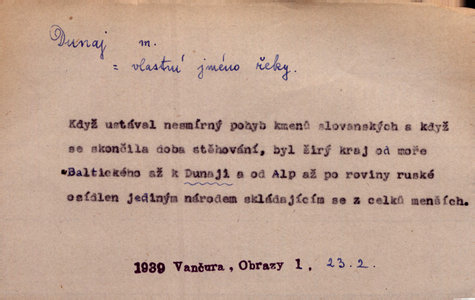 Dunaj m.
= vlastní jméno řeky.
Když ustával nesmírný pohyb kmenů slovanských a když
se skončila doba stěhování, byl žirý kraj od moře
Baltického až k Dunaji a od Alp až po roviny ruské
osídlen jediným národem skládajícím se z celků menších.
1939 Vančura, Obrazy 1, 23.2.